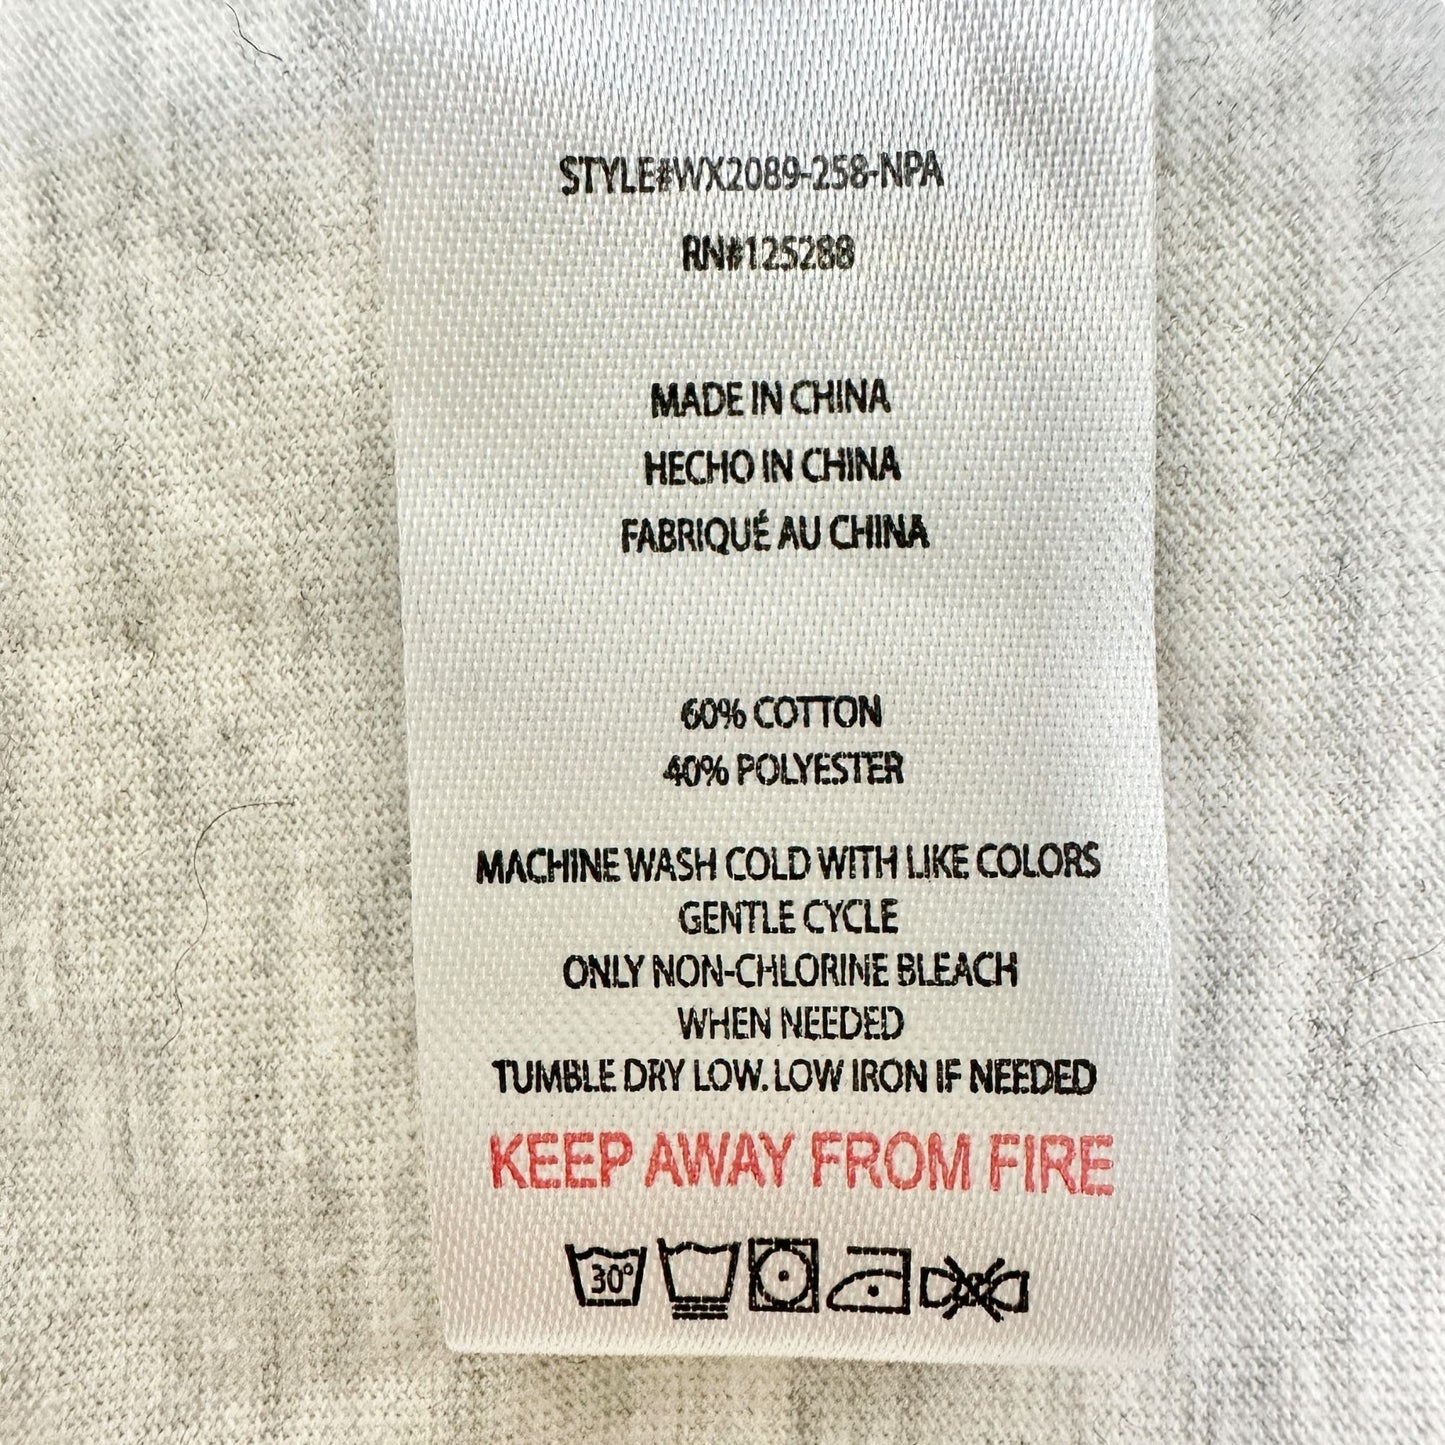 STYLE#WX2089-258-NPA
RN#125288
MADE IN CHINA
HECHO IN CHINA
FABRIQUÉ AU CHINA
60% COTTON
40% POLYESTER
MACHINE WASH COLD WITH LIKE COLORS
GENTLE CYCLE
ONLY NON-CHLORINE BLEACH
WHEN NEEDED
TUMBLE DRY LOW. LOW IRON IF NEEDED
KEEP AWAY FROM FIRE
30°